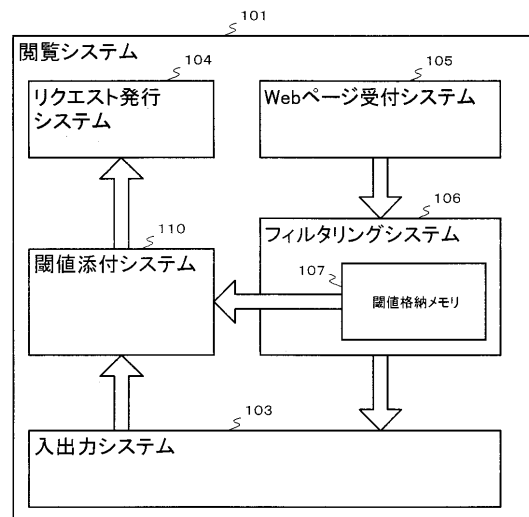 101
閲覧システム
104
リクエスト発行
システム
105
Webページ受付システム
110
閾値添付システム
106
フィルタリングシステム
107
閾値格納メモリ
103
入出力システム